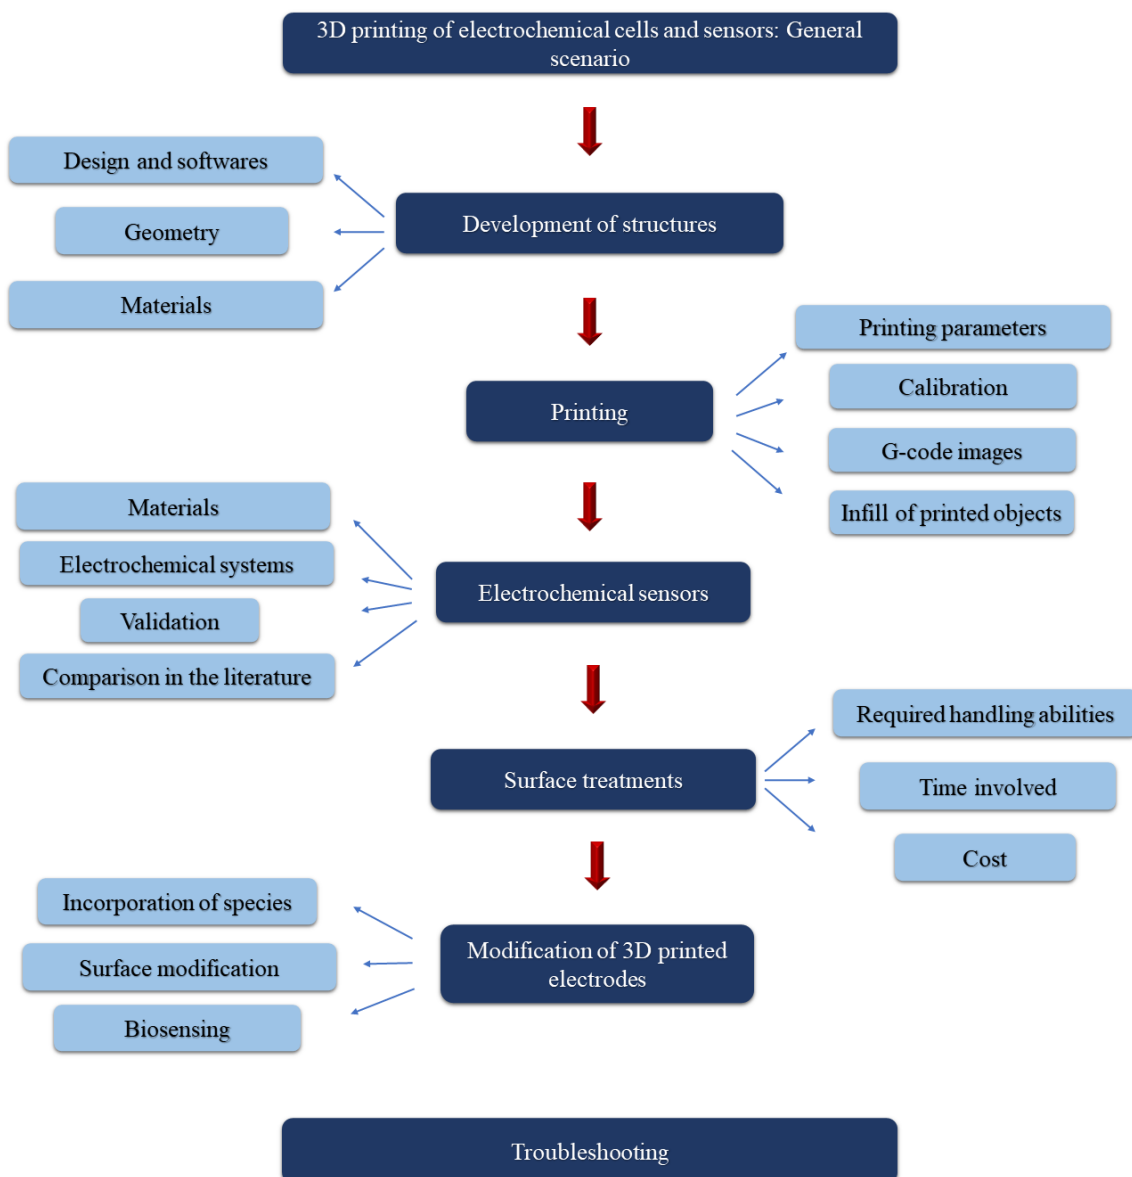 3D printing of electrochemical cells and sensors: General
scenario
Design and softwares
Geometry
Materials
Development of structures
Printing
Printing parameters
Calibration
G-code images
Infill of printed objects
Materials
Electrochemical systems
Validation
Comparison in the literature
Electrochemical sensors
Surface treatments
Required handling abilities
Time involved
Cost
Incorporation of species
Surface modification
Biosensing
Modification of 3D printed
electrodes
Troubleshooting